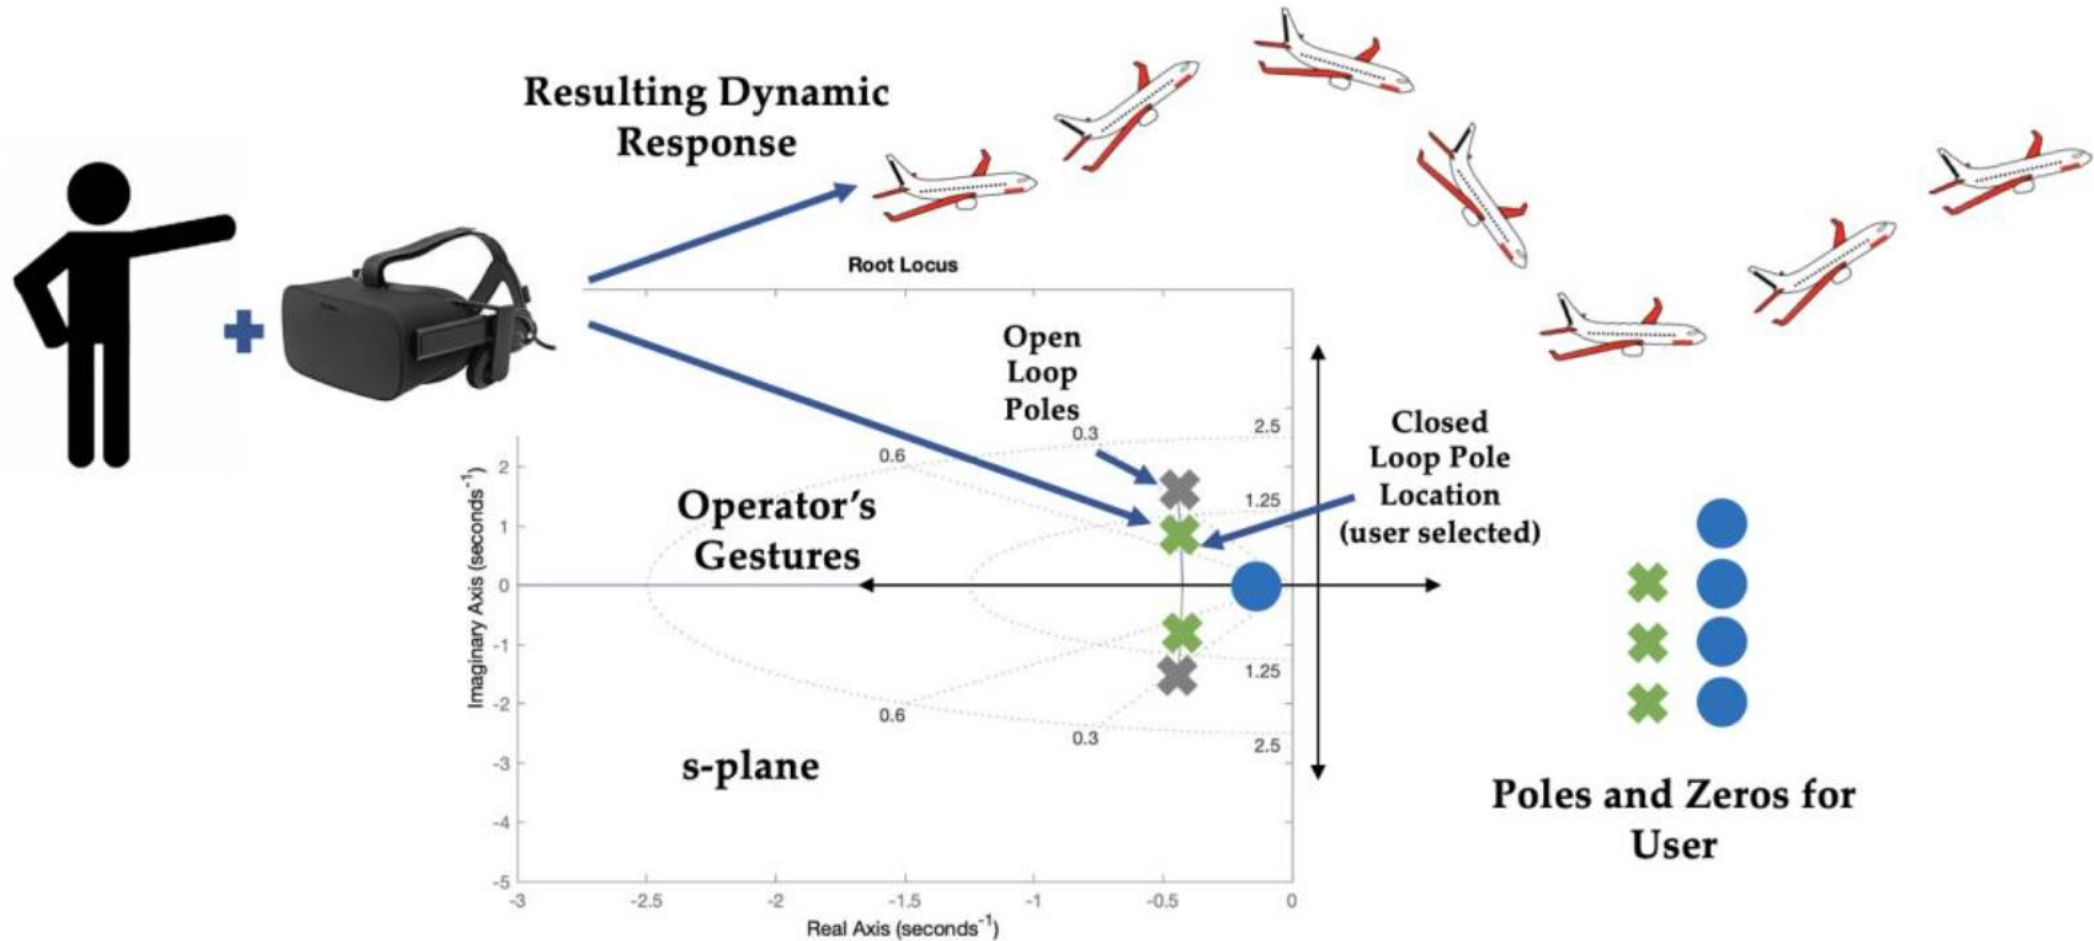 Resulting Dynamic
Response
Root Locus
Open
Loop
Poles
0.3
2.5
0.6
Closed
Loop Pole
Location
(user selected)
1.25
Operator's
Gestures
2
1
0
-1
-2
-3
-4
-5
Imaginary Axis (seconds⁻¹)
1.25
0.6
0.3
2.5
s-plane
Poles and Zeros for
User
-3 -2.5 -2 -1.5 -1 -0.5 0
Real Axis (seconds⁻¹)